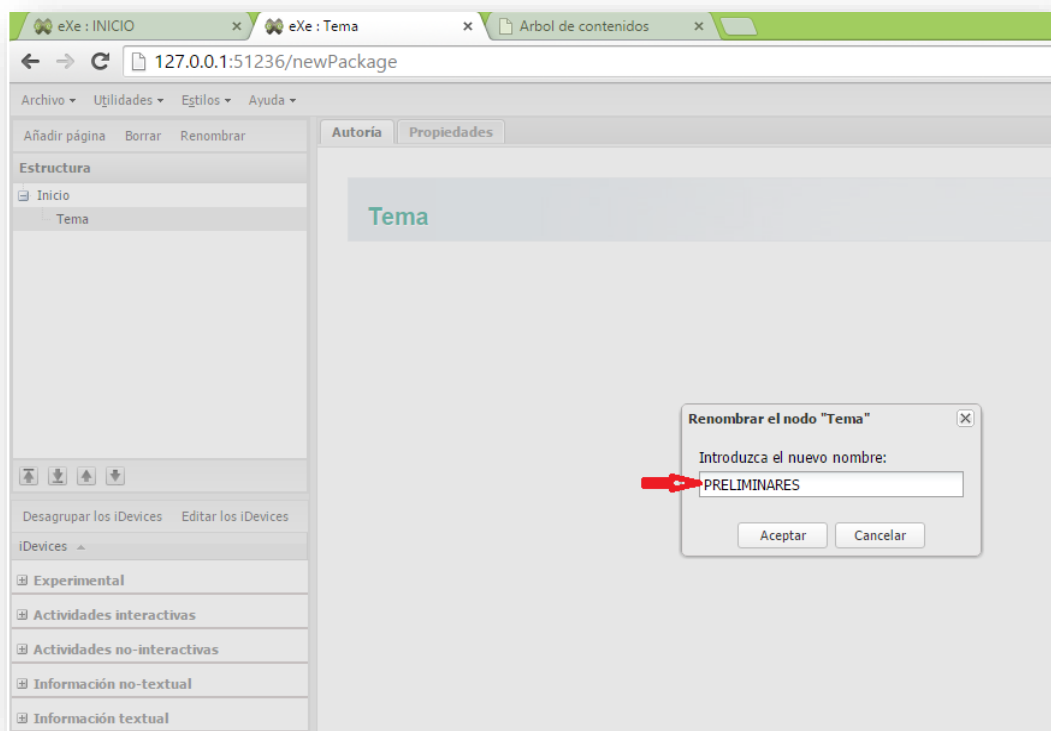 eXe : INICIO
eXe : Tema
Arbol de contenidos
127.0.0.1:51236/newPackage
Archivo Utilidades Estilos Ayuda
Añadir página Borrar Renombrar
Autoría Propiedades
Estructura
Inicio
Tema
Tema
Renombrar el nodo "Tema"
Introduzca el nuevo nombre:
PRELIMINARES
Aceptar Cancelar
Desagrupar los iDevices Editar los iDevices
iDevices
Experimental
Actividades interactivas
Actividades no-interactivas
Información no-textual
Información textual